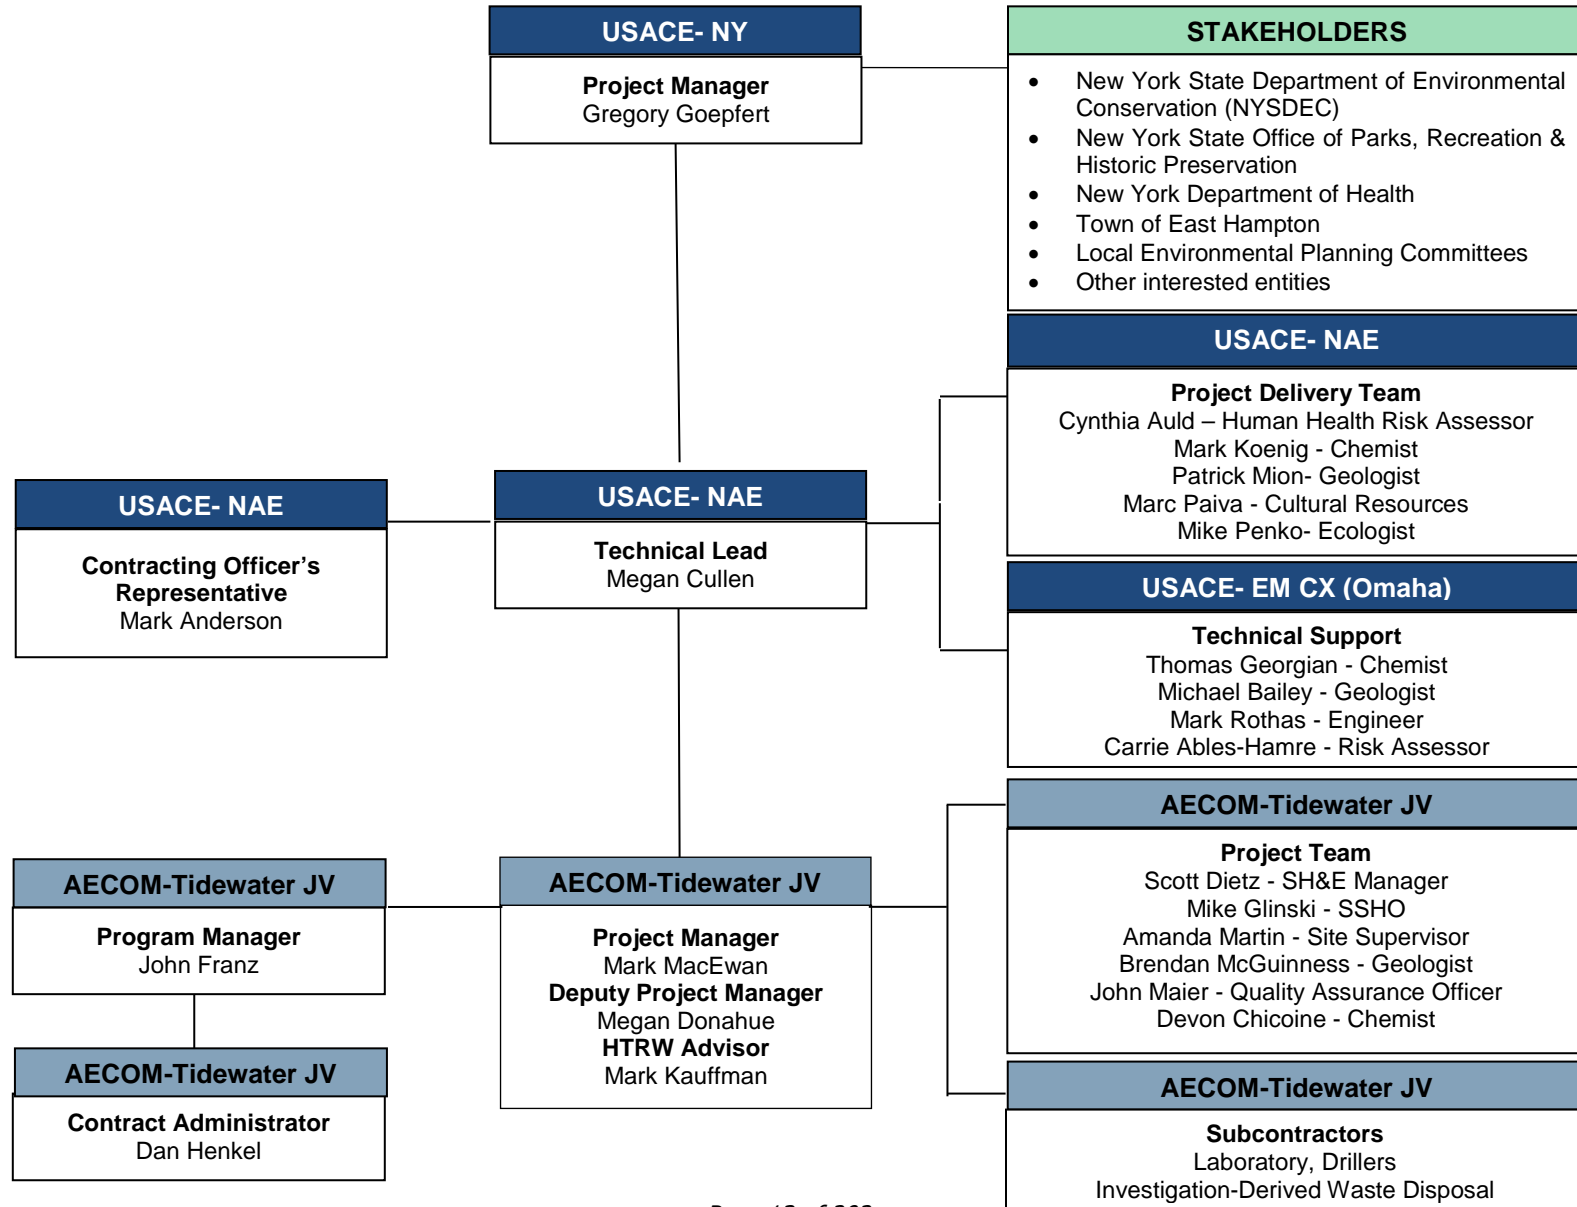 USACE- NY
Project Manager
Gregory Goepfert
STAKEHOLDERS
• New York State Department of Environmental
Conservation (NYSDEC)
• New York State Office of Parks, Recreation &
Historic Preservation
• New York Department of Health
• Town of East Hampton
• Local Environmental Planning Committees
• Other interested entities
USACE- NAE
Project Delivery Team
Cynthia Auld – Human Health Risk Assessor
Mark Koenig - Chemist
Patrick Mion- Geologist
Marc Paiva - Cultural Resources
Mike Penko- Ecologist
USACE- NAE
Contracting Officer’s
Representative
Mark Anderson
USACE- NAE
Technical Lead
Megan Cullen
USACE- EM CX (Omaha)
Technical Support
Thomas Georgian - Chemist
Michael Bailey - Geologist
Mark Rothas - Engineer
Carrie Ables-Hamre - Risk Assessor
AECOM-Tidewater JV
Program Manager
John Franz
AECOM-Tidewater JV
Contract Administrator
Dan Henkel
AECOM-Tidewater JV
Project Manager
Mark MacEwan
Deputy Project Manager
Megan Donahue
HTRW Advisor
Mark Kauffman
AECOM-Tidewater JV
Project Team
Scott Dietz - SH&E Manager
Mike Glinski - SSHO
Amanda Martin - Site Supervisor
Brendan McGuinness - Geologist
John Maier - Quality Assurance Officer
Devon Chicoine - Chemist
AECOM-Tidewater JV
Subcontractors
Laboratory, Drillers
Investigation-Derived Waste Disposal